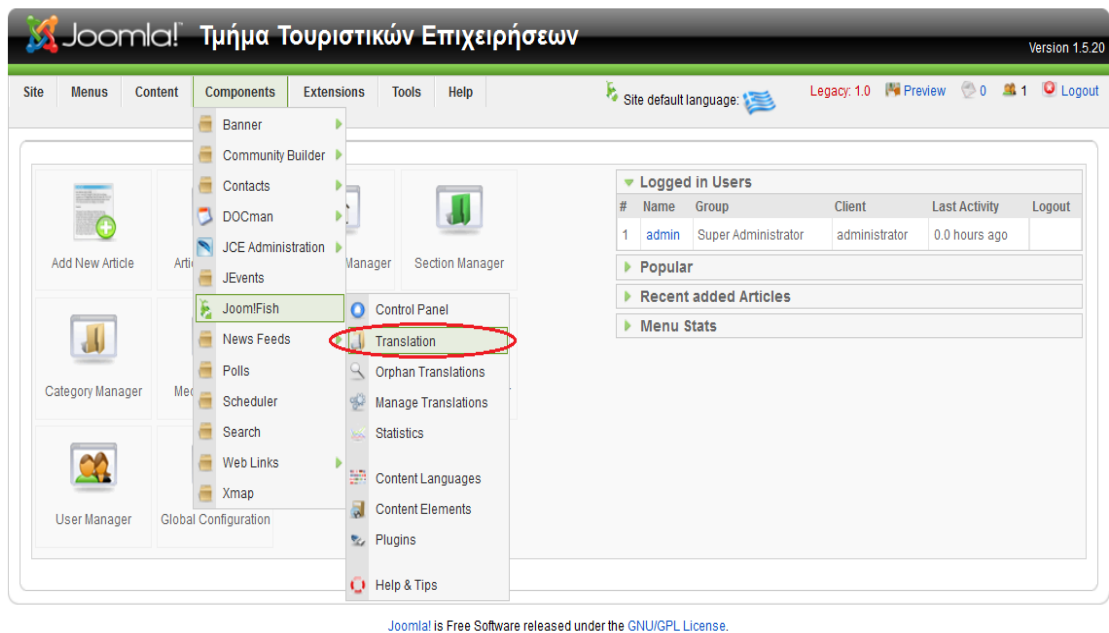 Joomla! Τμήμα Τουριστικών Επιχειρήσεων
Version 1.5.20
Site Menus Content Components Extensions Tools Help
Site default language:
Legacy: 1.0 Preview 0 1 Logout
Banner
Community Builder
Contacts
DOCman
JCE Administration
JEvents
Joom!Fish
News Feeds
Polls
Scheduler
Search
Web Links
Xmap
Control Panel
Translation
Orphan Translations
Manage Translations
Statistics
Content Languages
Content Elements
Plugins
Help & Tips
Add New Article
Section Manager
Category Manager
User Manager
Global Configuration
Logged in Users
# Name Group Client Last Activity Logout
1 admin Super Administrator administrator 0.0 hours ago
Popular
Recent added Articles
Menu Stats
Joomla! is Free Software released under the GNU/GPL License.